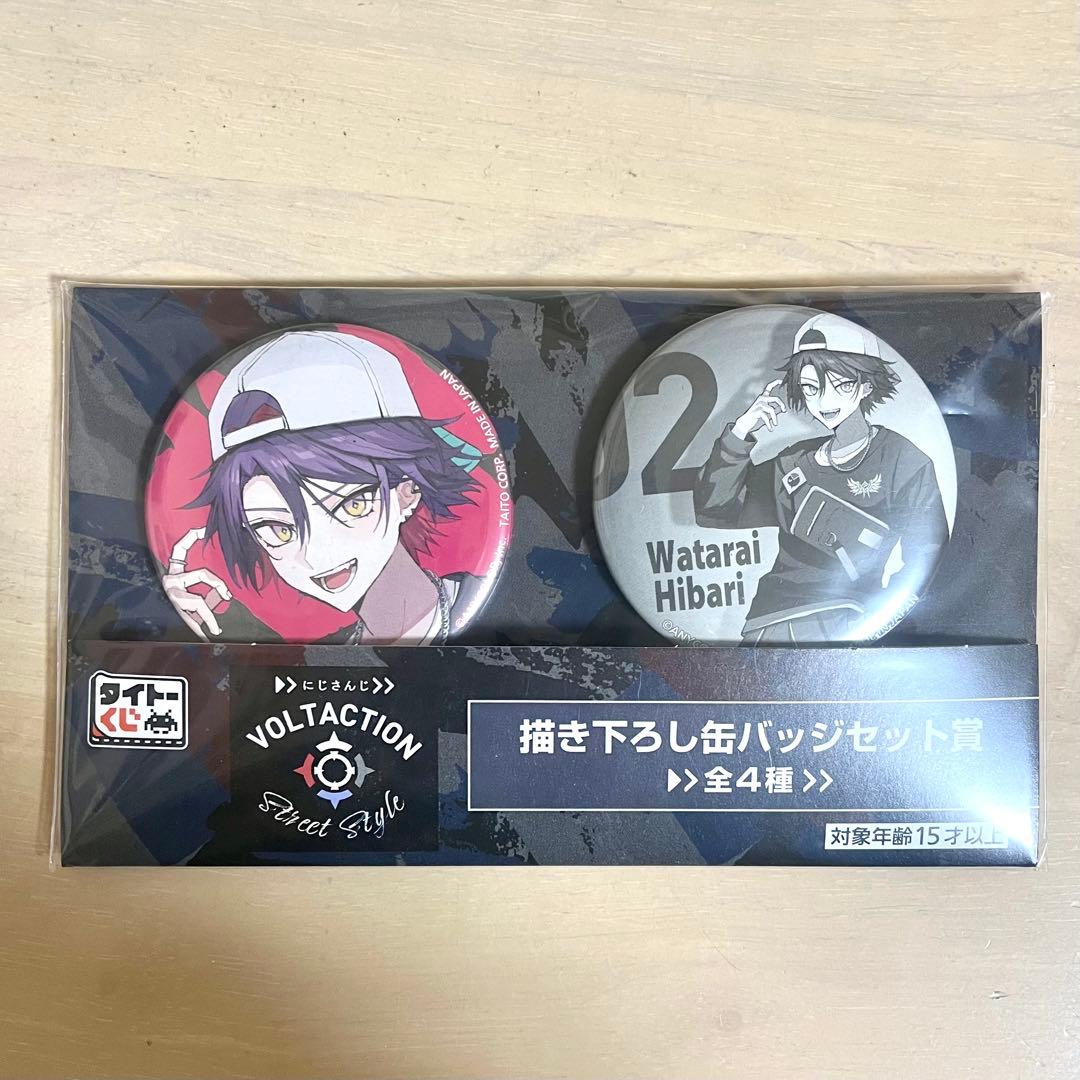 TAITO CORP. MADE IN JAPAN
02
Watarai
Hibari
タイトー
くじ
にじさんじ
VOLTACTION
Street Style
描き下ろし缶バッジセット賞
全4種
対象年齢15才以上